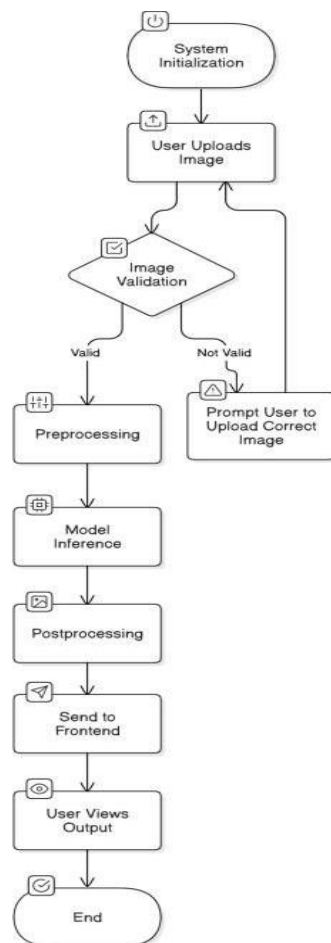 System
Initialization
User Uploads
Image
Image
Validation
Valid
Not Valid
Preprocessing
Prompt User to
Upload Correct
Image
Model
Inference
Postprocessing
Send to
Frontend
User Views
Output
End